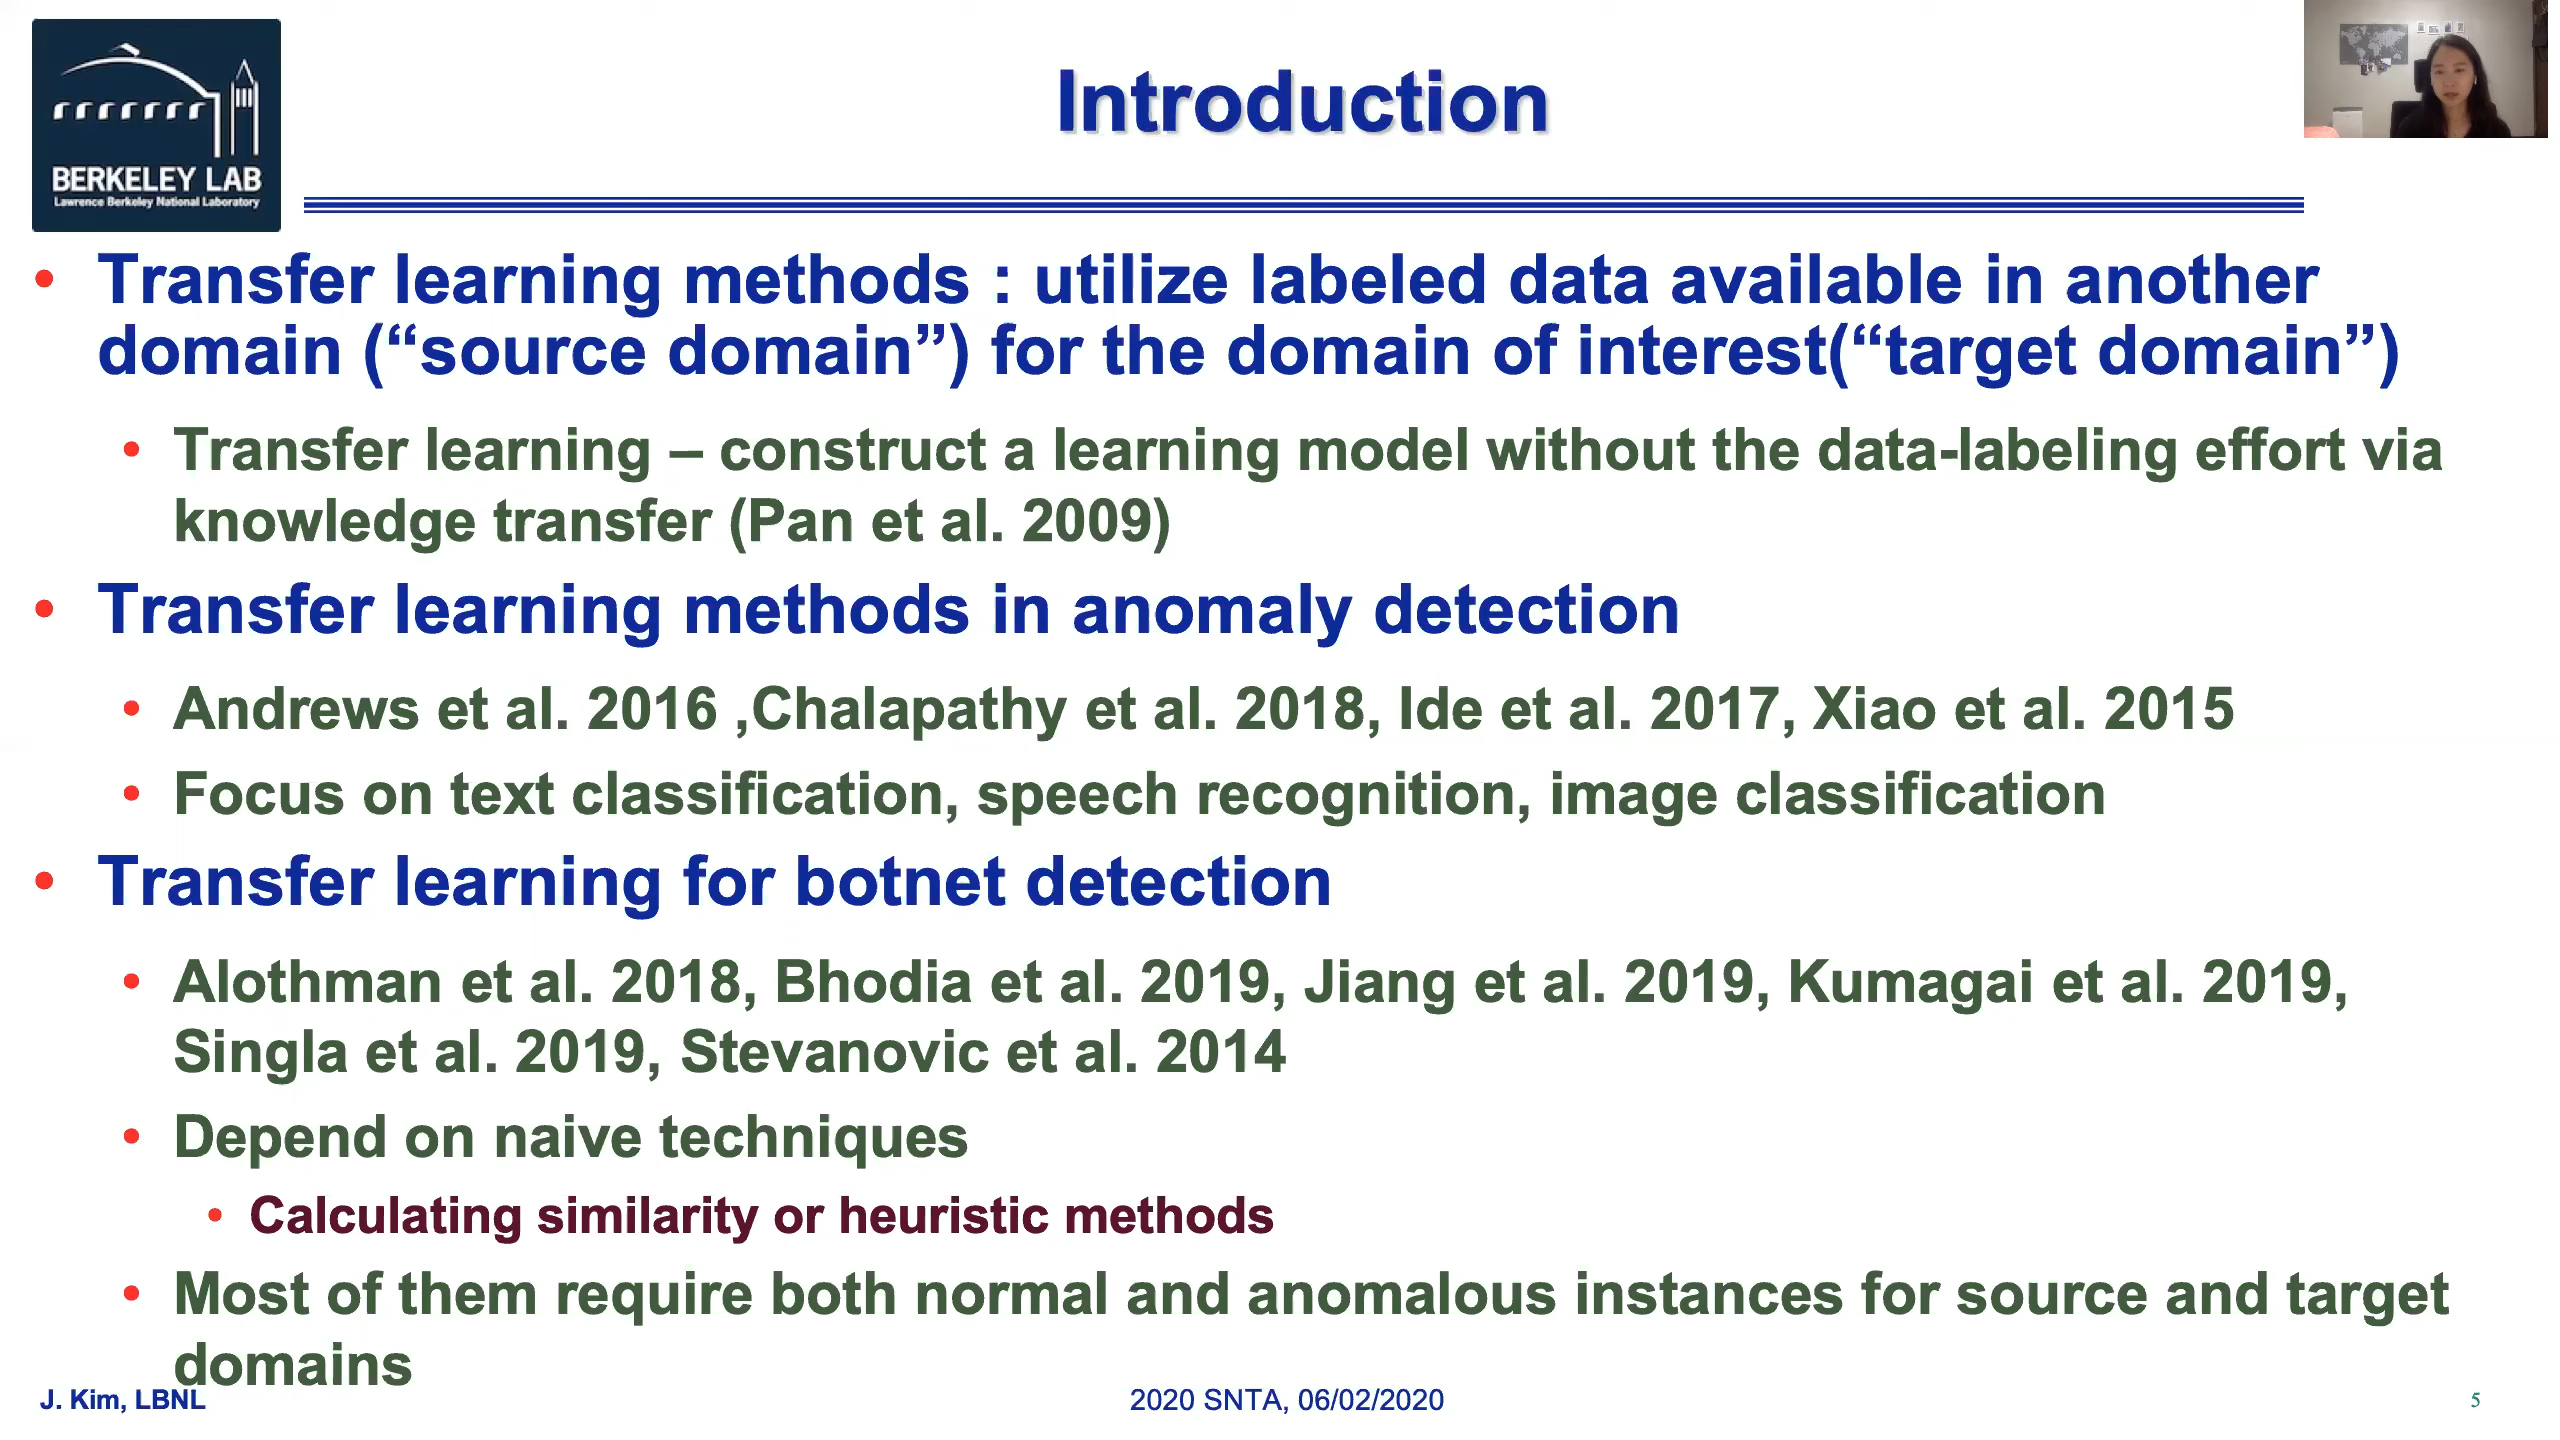 BERKELEY LAB
Lawrence Berkeley National Laboratory
Introduction
• Transfer learning methods : utilize labeled data available in another
domain (“source domain”) for the domain of interest(“target domain”)
• Transfer learning – construct a learning model without the data-labeling effort via
knowledge transfer (Pan et al. 2009)
• Transfer learning methods in anomaly detection
• Andrews et al. 2016 ,Chalapathy et al. 2018, Ide et al. 2017, Xiao et al. 2015
• Focus on text classification, speech recognition, image classification
• Transfer learning for botnet detection
• Alothman et al. 2018, Bhodia et al. 2019, Jiang et al. 2019, Kumagai et al. 2019,
Singla et al. 2019, Stevanovic et al. 2014
• Depend on naive techniques
• Calculating similarity or heuristic methods
• Most of them require both normal and anomalous instances for source and target
domains
J. Kim, LBNL
2020 SNTA, 06/02/2020
5